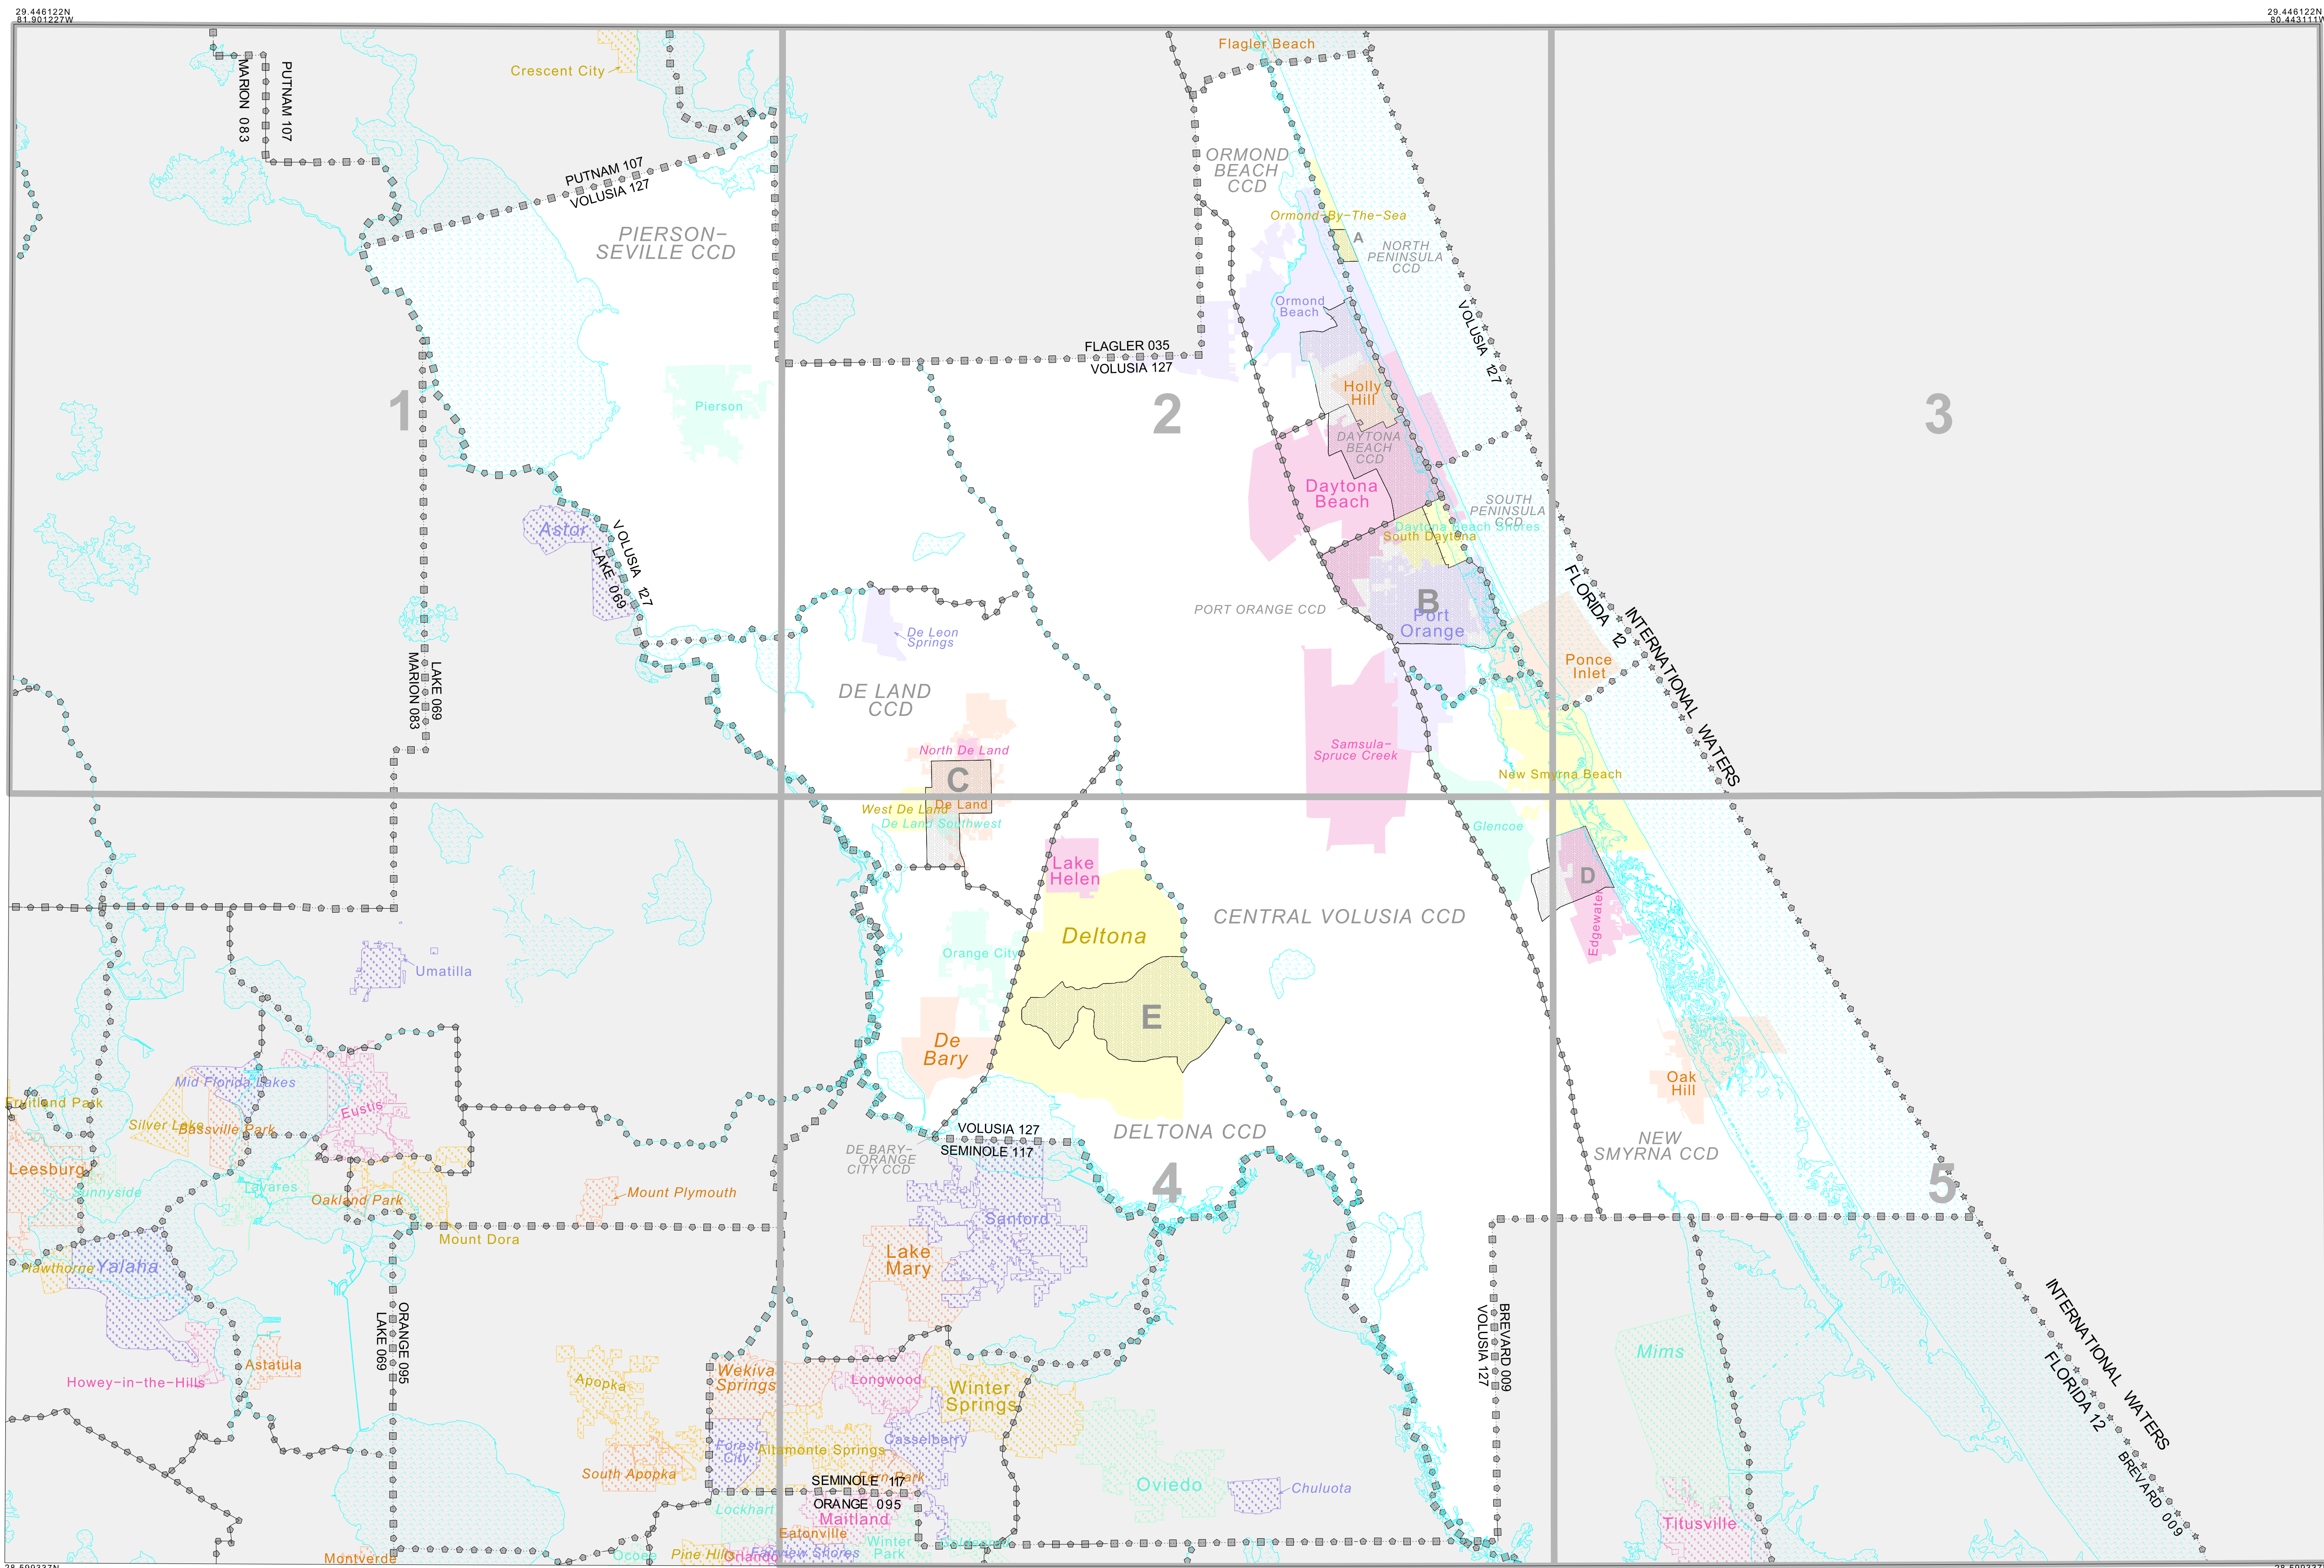 29.446122N
81.901227W
29.446122N
80.443111W
Flagler Beach
Crescent City
MARION 083
PUTNAM 107
PUTNAM 107
VOLUSIA 127
ORMOND
BEACH
CCD
Ormond-By-The-Sea
A
NORTH
PENINSULA
CCD
PIERSON-
SEVILLE CCD
Ormond
Beach
VOLUSIA 127
FLAGLER 035
VOLUSIA 127
Pierson
Holly
Hill
1
2
3
DAYTONA
BEACH
CCD
Daytona
Beach
SOUTH
PENINSULA
CCD
Daytona Beach Shores
South Daytona
Astor
VOLUSIA 127
LAKE 069
PORT ORANGE CCD
B
Port
Orange
FLORIDA 12
INTERNATIONAL WATERS
De Leon
Springs
Ponce
Inlet
LAKE 069
MARION 083
DE LAND
CCD
North De Land
Samsula-
Spruce Creek
New Smyrna Beach
C
De Land
West De Land
De Land Southwest
Glencoe
Lake
Helen
D
Edgewater
CENTRAL VOLUSIA CCD
Deltona
Orange City
Umatilla
E
De
Bary
Mid Florida Lakes
Fruitland Park
Silver Lake
Bassville Park
Eustis
Oak
Hill
VOLUSIA 127
SEMINOLE 117
DELTONA CCD
DE BARY-
ORANGE
CITY CCD
NEW
SMYRNA CCD
4
5
Leesburg
Sunnyside
Tavares
Oakland Park
Mount Plymouth
Mount Dora
Sanford
Lake
Mary
Hawthorne
Yalaha
ORANGE 095
LAKE 069
BREVARD 009
VOLUSIA 127
INTERNATIONAL WATERS
FLORIDA 12
BREVARD 009
Mims
Astatula
Howey-in-the-Hills
Apopka
Wekiva
Springs
Longwood
Winter
Springs
Forest
City
Altamonte Springs
Casselberry
South Apopka
Fern Park
SEMINOLE 117
ORANGE 095
Oviedo
Chuluota
Lockhart
Maitland
Eatonville
Titusville
Winter
Park
Montverde
Ocoee
Pine Hills
Orlando
Fairview Shores
28.599337N